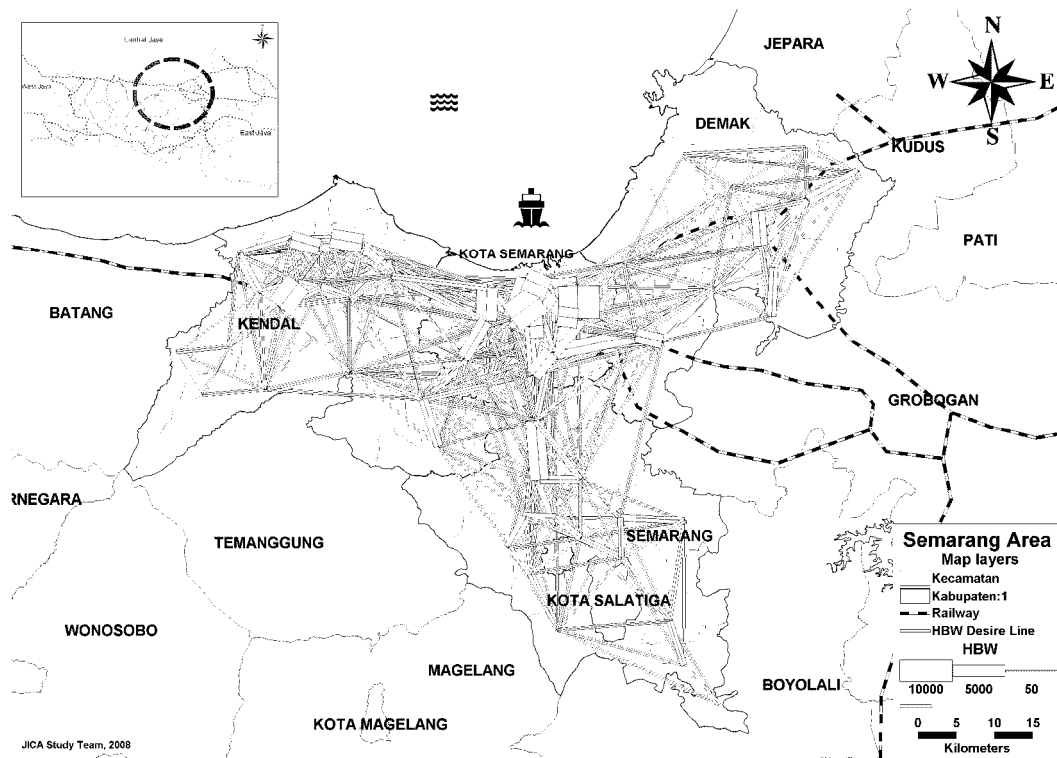 Central Java
West Java
East Java
N
W
E
S
JEPARA
DEMAK
KUDUS
PATI
KOTA SEMARANG
BATANG
KENDAL
GROBOGAN
RNEGARA
TEMANGGUNG
SEMARANG
KOTA SALATIGA
WONOSOBO
MAGELANG
BOYOLALI
KOTA MAGELANG
Semarang Area
Map layers
Kecamatan
Kabupaten:1
Railway
HBW Desire Line
HBW
10000 5000 50
0 5 10 15
Kilometers
JICA Study Team, 2008